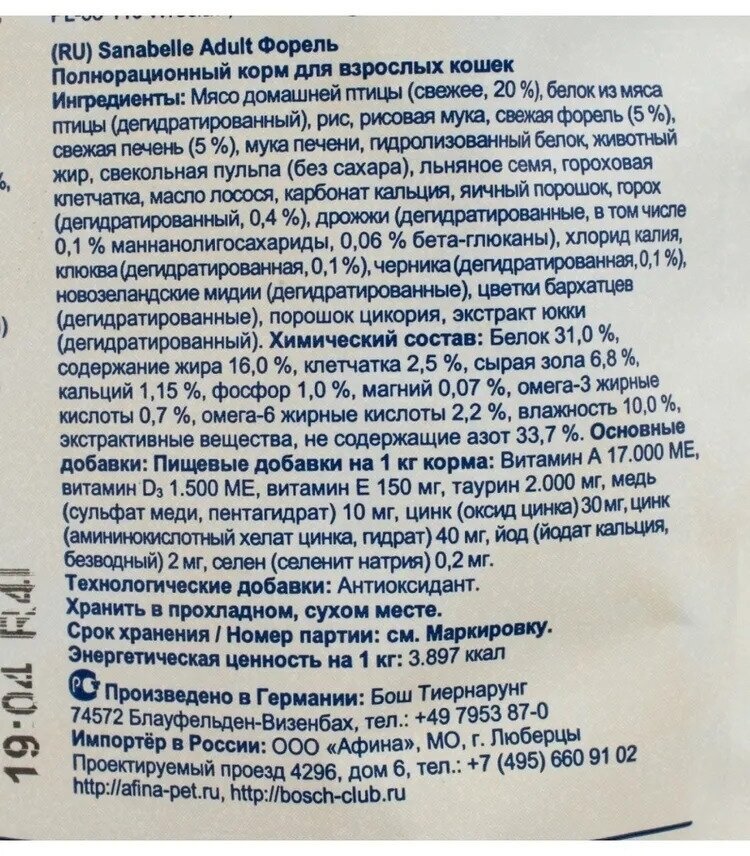 (RU) Sanabelle Adult Форель
Полнорационный корм для взрослых кошек
Ингредиенты: Мясо домашней птицы (свежее, 20 %), белок из мяса
птицы (дегидратированный), рис, рисовая мука, свежая форель (5 %),
свежая печень (5 %), мука печени, гидролизованный белок, животный
жир, свекольная пульпа (без сахара), льняное семя, гороховая
клетчатка, масло лосося, карбонат кальция, яичный порошок, горох
(дегидратированный, 0,4 %), дрожжи (дегидратированные, в том числе
0,1 % маннанолигосахариды, 0,06 % бета-глюканы), хлорид калия,
клюква (дегидратированная, 0,1%), черника (дегидратированная, 0,1 %),
новозеландские мидии (дегидратированные), цветки бархатцев
(дегидратированные), порошок цикория, экстракт юкки
(дегидратированный). Химический состав: Белок 31,0 %,
содержание жира 16,0 %, клетчатка 2,5 %, сырая зола 6,8 %,
кальций 1,15 %, фосфор 1,0 %, магний 0,07 %, омега-3 жирные
кислоты 0,7 %, омега-6 жирные кислоты 2,2 %, влажность 10,0 %,
экстрактивные вещества, не содержащие азот 33,7 %. Основные
добавки: Пищевые добавки на 1 кг корма: Витамин А 17.000 МЕ,
витамин D₃ 1.500 МЕ, витамин Е 150 мг, таурин 2.000 мг, медь
(сульфат меди, пентагидрат) 10 мг, цинк (оксид цинка) 30 мг, цинк
(амининокислотный хелат цинка, гидрат) 40 мг, йод (йодат кальция,
безводный) 2 мг, селен (селенит натрия) 0,2 мг.
Технологические добавки: Антиоксидант.
Хранить в прохладном, сухом месте.
Срок хранения / Номер партии: см. Маркировку.
Энергетическая ценность на 1 кг: 3.897 ккал
РСТ Произведено в Германии: Бош Тиернарунг
74572 Блауфельден-Визенбах, тел.: +49 7953 87-0
Импортёр в России: ООО «Афина», МО, г. Люберцы
Проектируемый проезд 4296, дом 6, тел.: +7 (495) 660 91 02
http://afina-pet.ru, http://bosch-club.ru